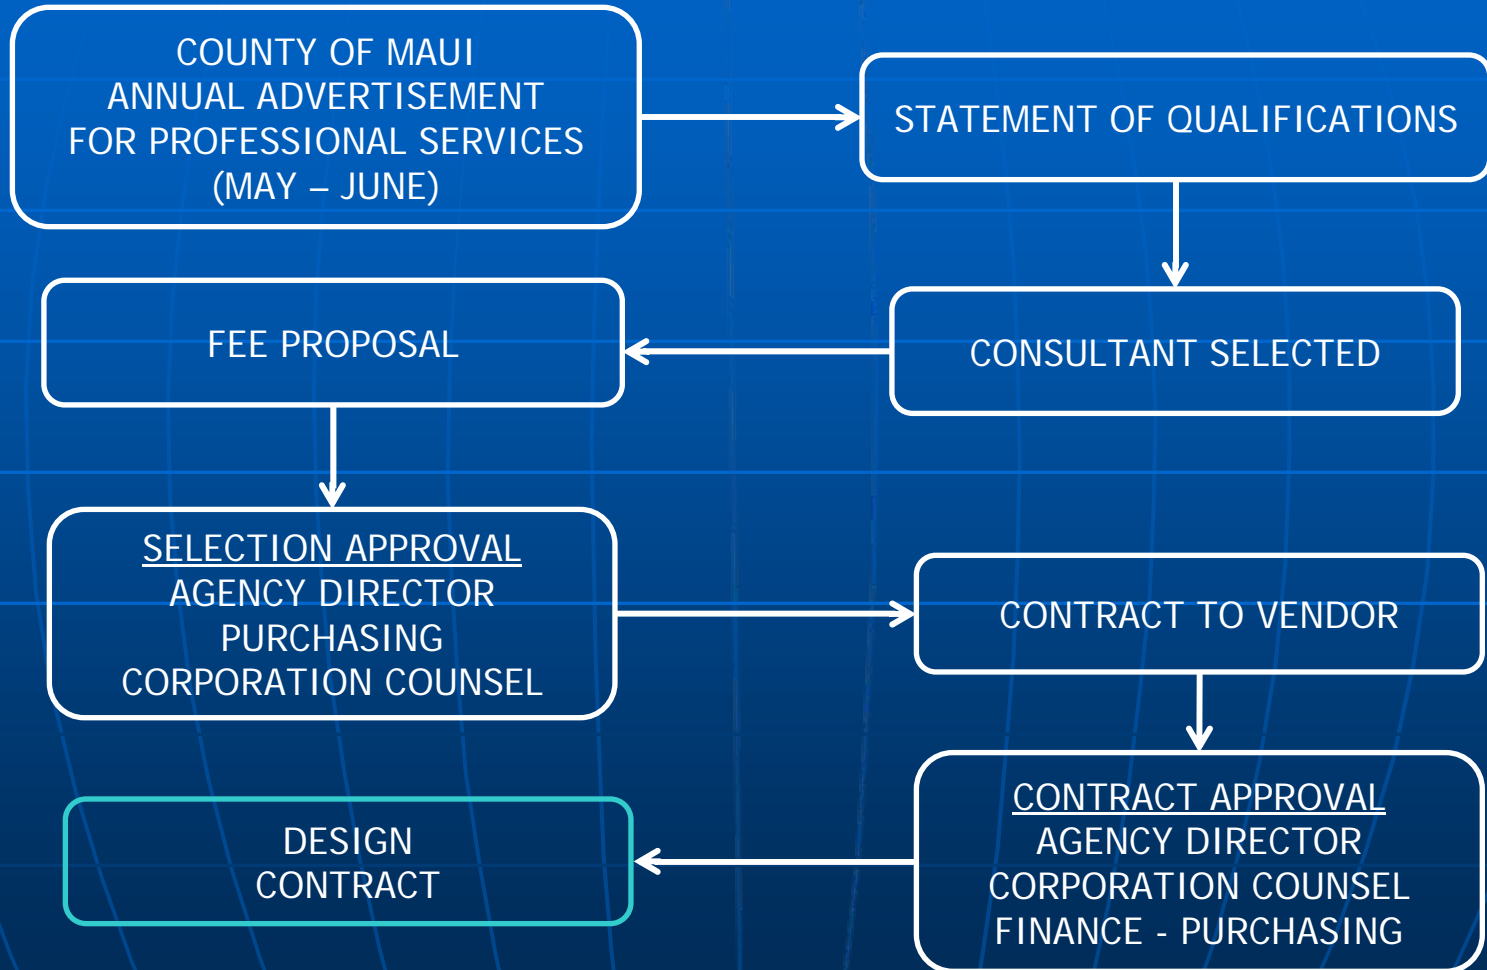 COUNTY OF MAUI
ANNUAL ADVERTISEMENT
FOR PROFESSIONAL SERVICES
(MAY – JUNE)
STATEMENT OF QUALIFICATIONS
CONSULTANT SELECTED
FEE PROPOSAL
SELECTION APPROVAL
AGENCY DIRECTOR
PURCHASING
CORPORATION COUNSEL
CONTRACT TO VENDOR
CONTRACT APPROVAL
AGENCY DIRECTOR
CORPORATION COUNSEL
FINANCE - PURCHASING
DESIGN
CONTRACT